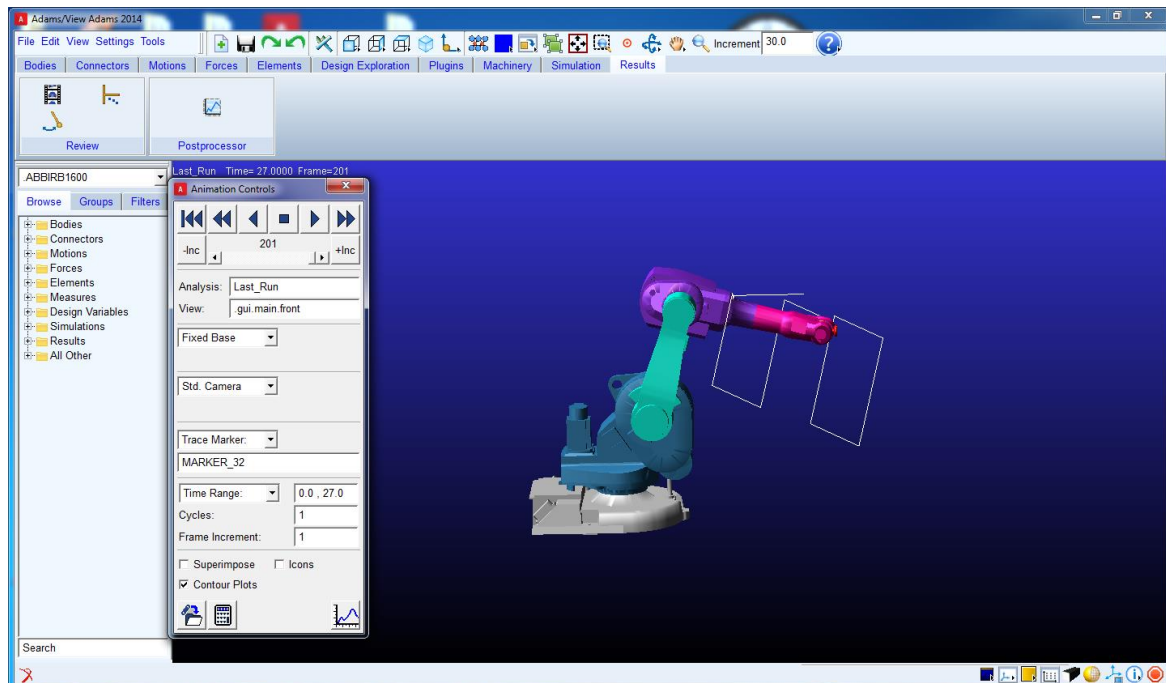 Adams/View Adams 2014
File Edit View Settings Tools
Increment 30.0
Bodies Connectors Motions Forces Elements Design Exploration Plugins Machinery Simulation Results
Review Postprocessor
.ABBIRB1600
Last_Run Time= 27.0000 Frame=201
Browse Groups Filters
Bodies
Connectors
Motions
Forces
Elements
Measures
Design Variables
Simulations
Results
All Other
Search
Animation Controls
-Inc 201 +Inc
Analysis: Last_Run
View: .gui.main.front
Fixed Base
Std. Camera
Trace Marker:
MARKER_32
Time Range: 0.0 , 27.0
Cycles: 1
Frame Increment: 1
Superimpose Icons
Contour Plots